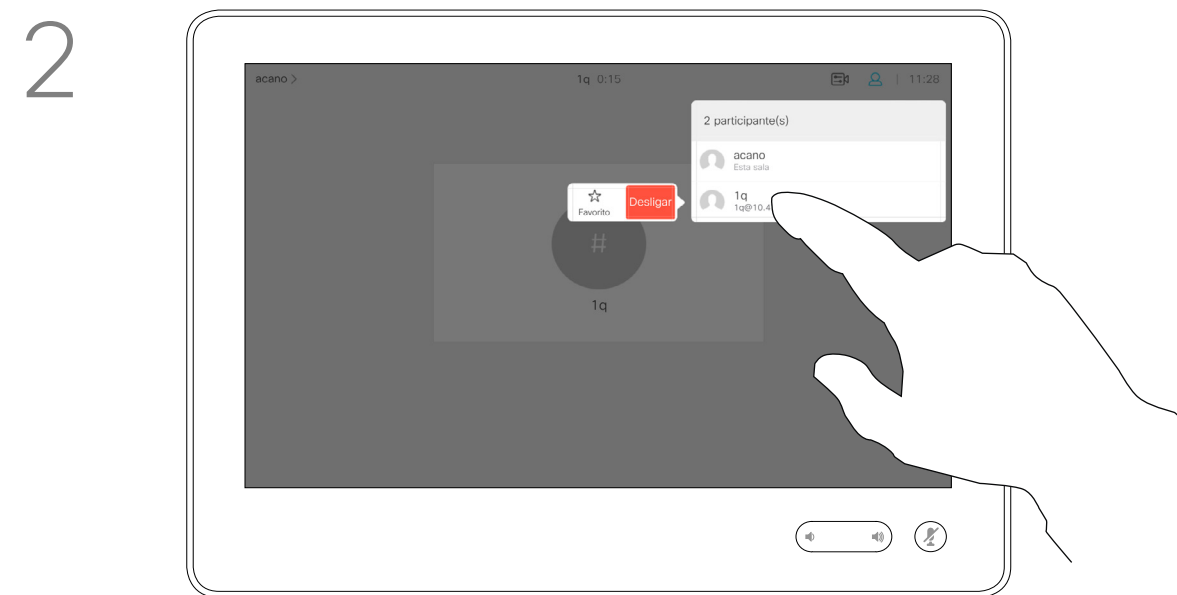 2
acano >
1q 0:15
| 11:28
2 participante(s)
acano
Esta sala
1q
1q@10.4
Favorito
Desligar
#
1q